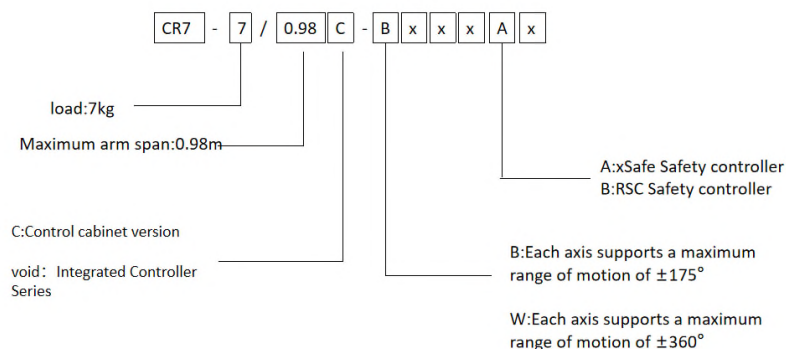 CR7 - 7 / 0.98 C - B x x x A x
load:7kg
Maximum arm span:0.98m
A:xSafe Safety controller
B:RSC Safety controller
C:Control cabinet version
void：Integrated Controller
Series
B:Each axis supports a maximum
range of motion of ±175°
W:Each axis supports a maximum
range of motion of ±360°